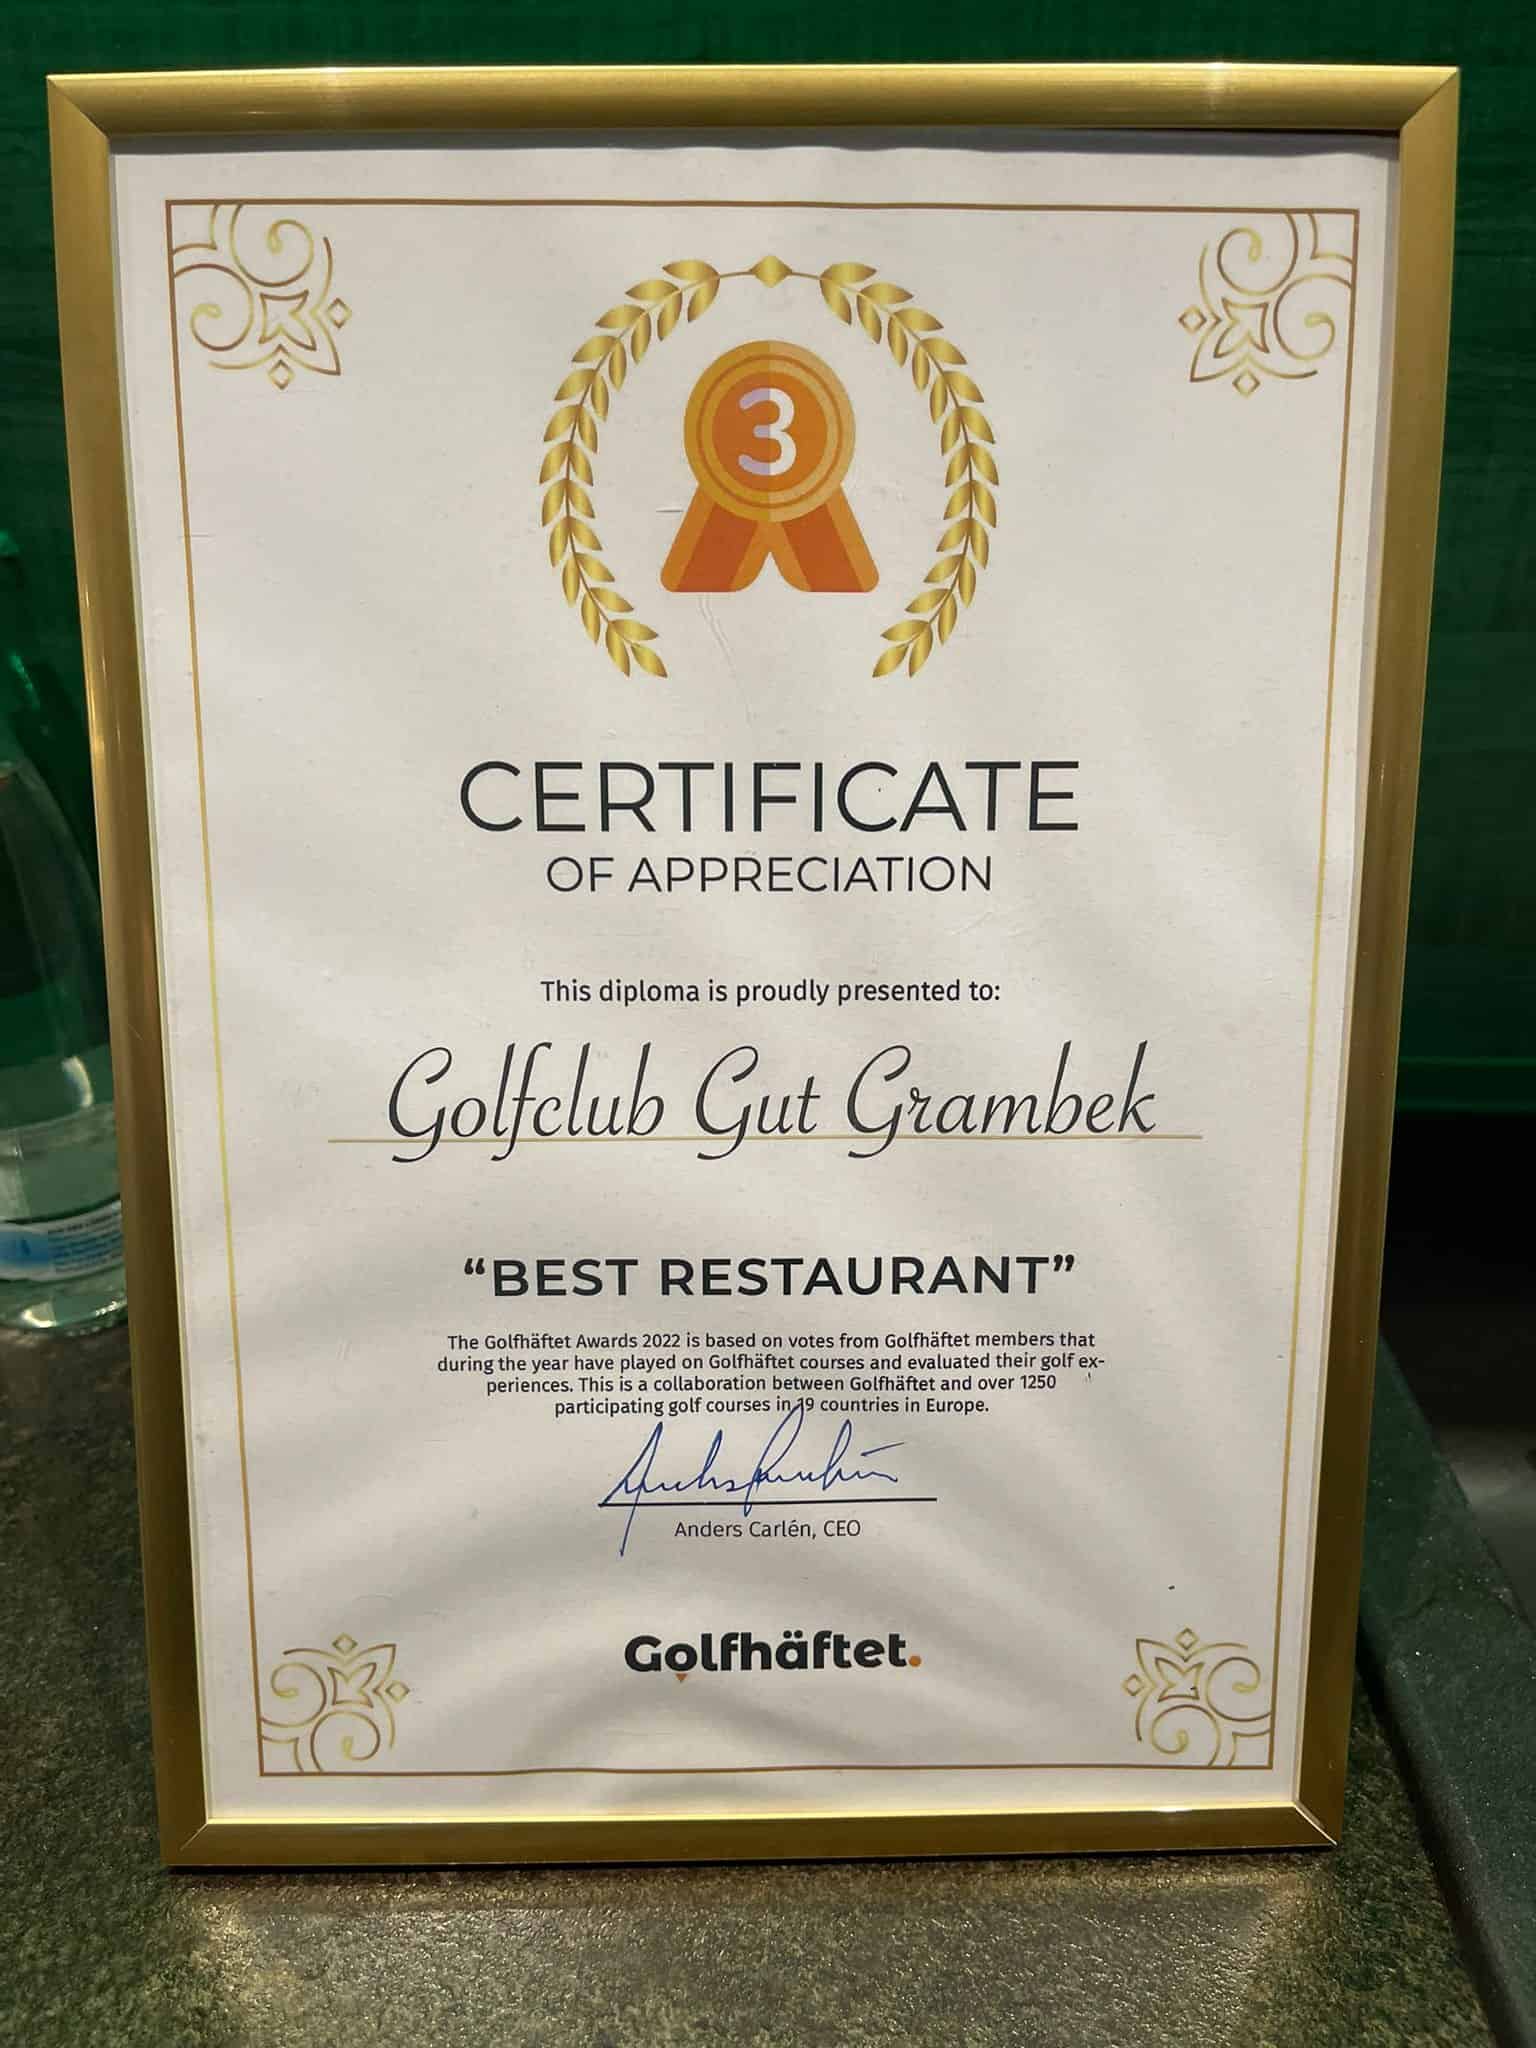 3
CERTIFICATE
OF APPRECIATION
This diploma is proudly presented to:
Golfclub Gut Grambek
“BEST RESTAURANT”
The Golfhäftet Awards 2022 is based on votes from Golfhäftet members that
during the year have played on Golfhäftet courses and evaluated their golf ex-
periences. This is a collaboration between Golfhäftet and over 1250
participating golf courses in 19 countries in Europe.
Anders Carlén, CEO
Golfhäftet.